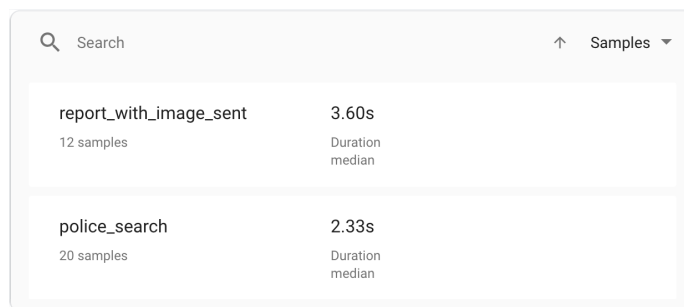 Search
Samples
report_with_image_sent
3.60s
12 samples
Duration
median
police_search
2.33s
20 samples
Duration
median